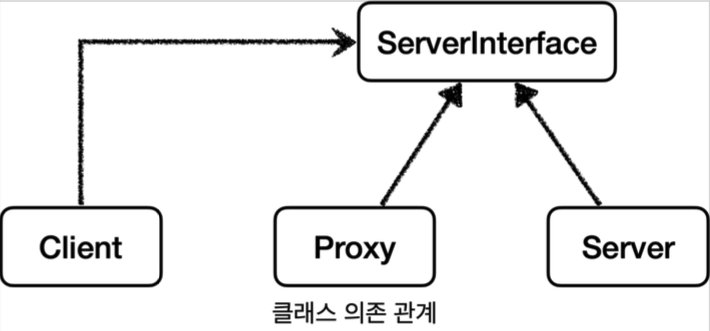 ServerInterface
Client
Proxy
Server
클래스 의존 관계